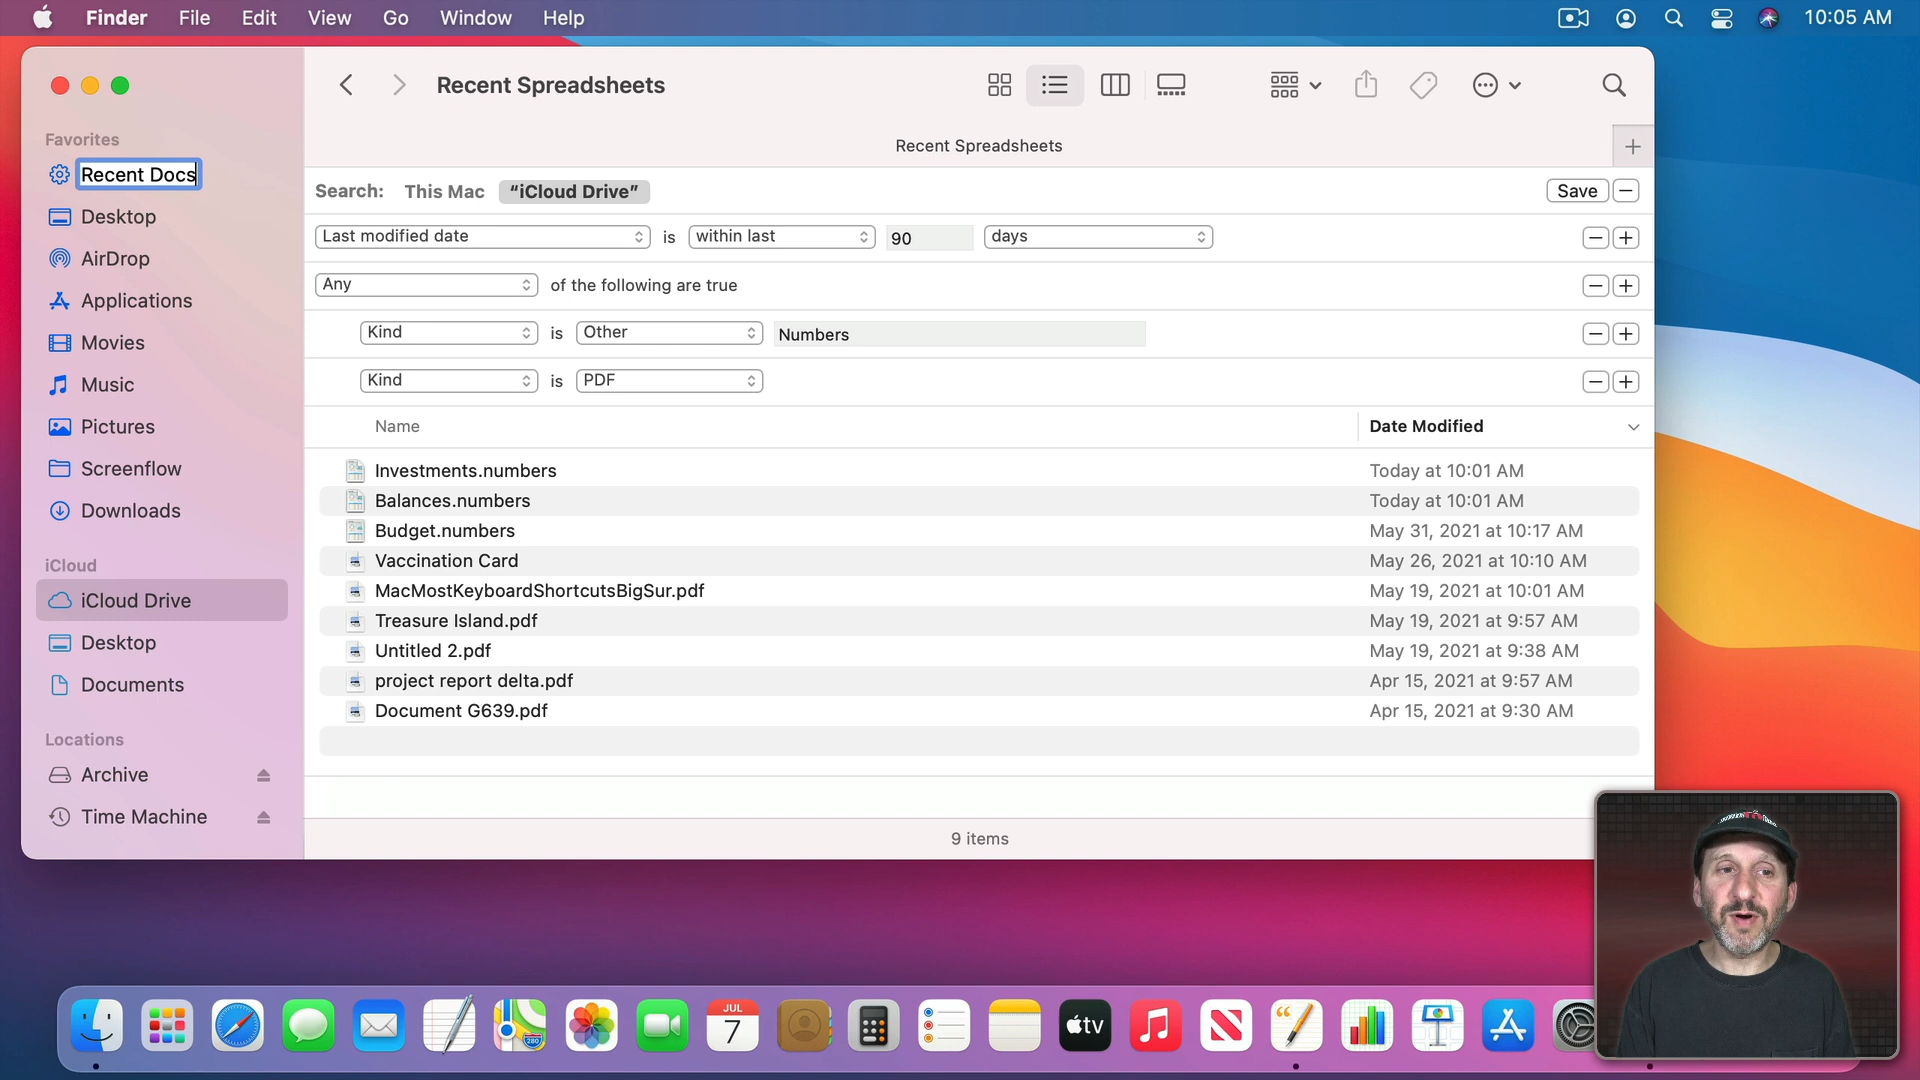 Finder File Edit View Go Window Help 10:05 AM
Recent Spreadsheets
Favorites
Recent Docs
Desktop
AirDrop
Applications
Movies
Music
Pictures
Screenflow
Downloads
iCloud
iCloud Drive
Desktop
Documents
Locations
Archive
Time Machine
Recent Spreadsheets
Search: This Mac “iCloud Drive” Save
Last modified date is within last 90 days
Any of the following are true
Kind is Other Numbers
Kind is PDF
Name Date Modified
Investments.numbers Today at 10:01 AM
Balances.numbers Today at 10:01 AM
Budget.numbers May 31, 2021 at 10:17 AM
Vaccination Card May 26, 2021 at 10:10 AM
MacMostKeyboardShortcutsBigSur.pdf May 19, 2021 at 10:01 AM
Treasure Island.pdf May 19, 2021 at 9:57 AM
Untitled 2.pdf May 19, 2021 at 9:38 AM
project report delta.pdf Apr 15, 2021 at 9:57 AM
Document G639.pdf Apr 15, 2021 at 9:30 AM
9 items
280
JUL
7
tv